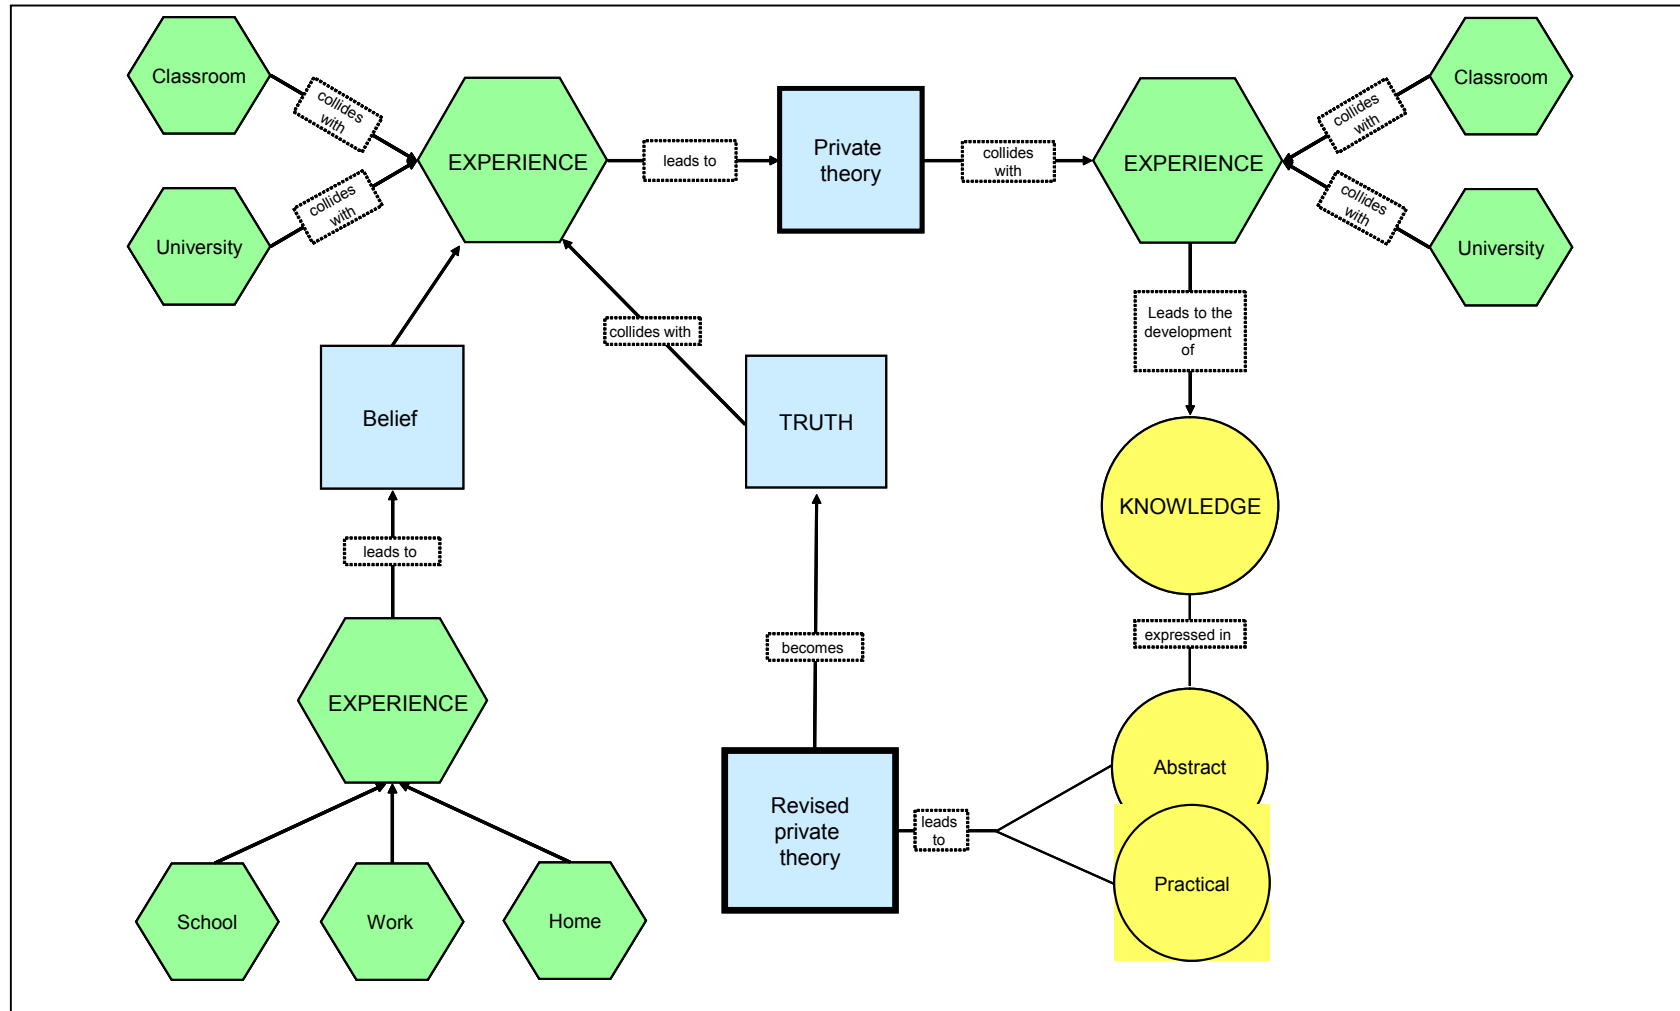 Classroom
collides
with
University
collides
with
EXPERIENCE
leads to
Private
theory
collides
with
EXPERIENCE
collides
with
Classroom
collides
with
University
Belief
collides with
TRUTH
Leads to the
development
of
KNOWLEDGE
leads to
expressed in
becomes
EXPERIENCE
Abstract
Revised
private
theory
leads
to
Practical
School
Work
Home